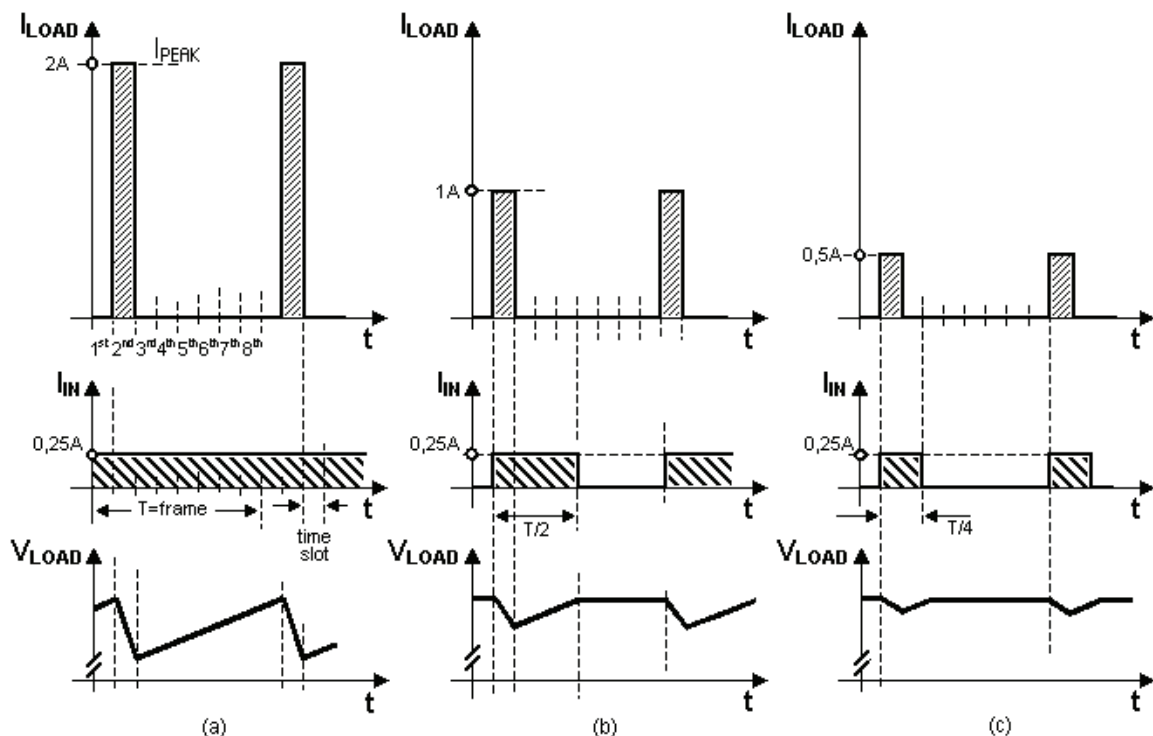 ILOAD
2A
IPEAK
t
1st 2nd 3rd 4th 5th 6th 7th 8th
IIN
0,25A
T=frame
time
slot
t
VLOAD
t
(a)
ILOAD
1A
t
IIN
0,25A
T/2
t
VLOAD
t
(b)
ILOAD
0,5A
t
IIN
0,25A
T/4
t
VLOAD
t
(c)